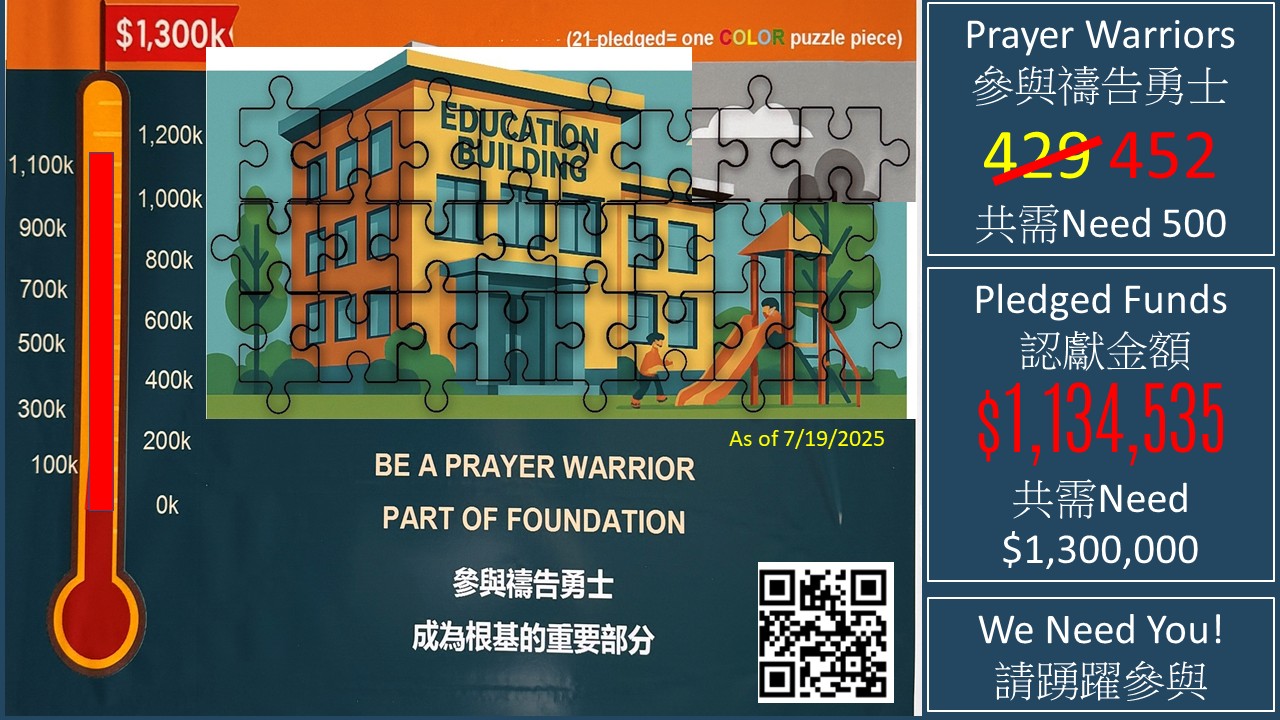 $1,300k
(21 pledged= one COLOR puzzle piece)
1,200k
1,100k
1,000k
900k
800k
700k
600k
500k
400k
300k
200k
100k
0k
EDUCATION
BUILDING
As of 7/19/2025
BE A PRAYER WARRIOR
PART OF FOUNDATION
參與禱告勇士
成為根基的重要部分
Prayer Warriors
參與禱告勇士
429 452
共需Need 500
Pledged Funds
認獻金額
$1,134,535
共需Need
$1,300,000
We Need You!
請踴躍參與